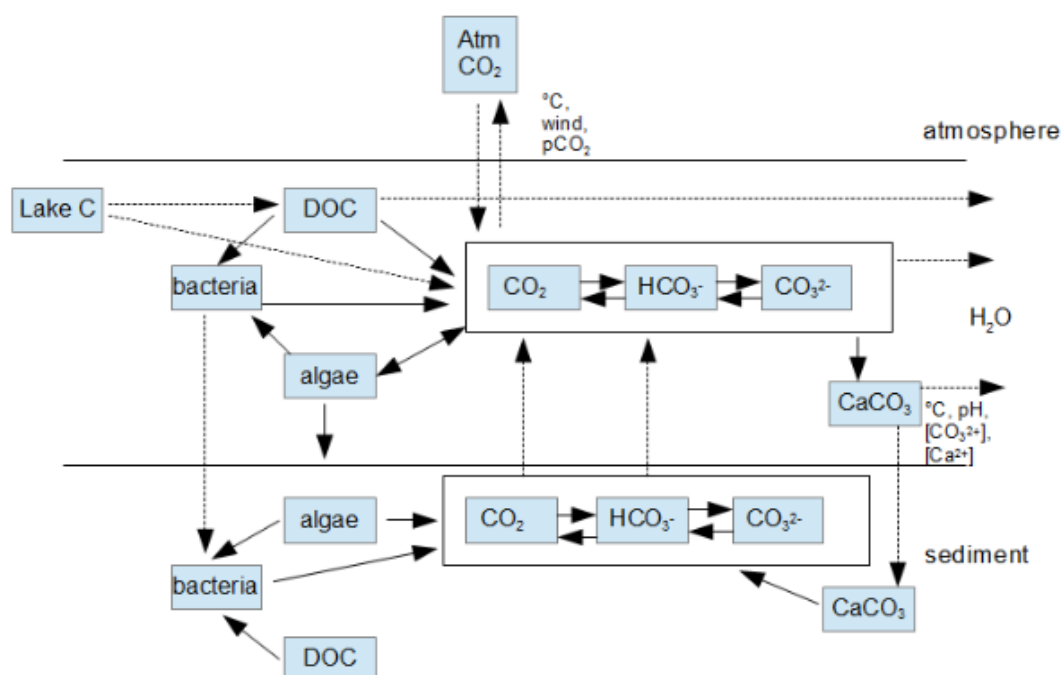 Atm
CO₂
°C,
wind,
pCO₂
atmosphere
Lake C
DOC
bacteria
CO₂
HCO₃-
CO₃²-
H₂O
algae
CaCO₃
°C, pH,
[CO₃²⁺],
[Ca²⁺]
algae
CO₂
HCO₃-
CO₃²-
sediment
bacteria
CaCO₃
DOC